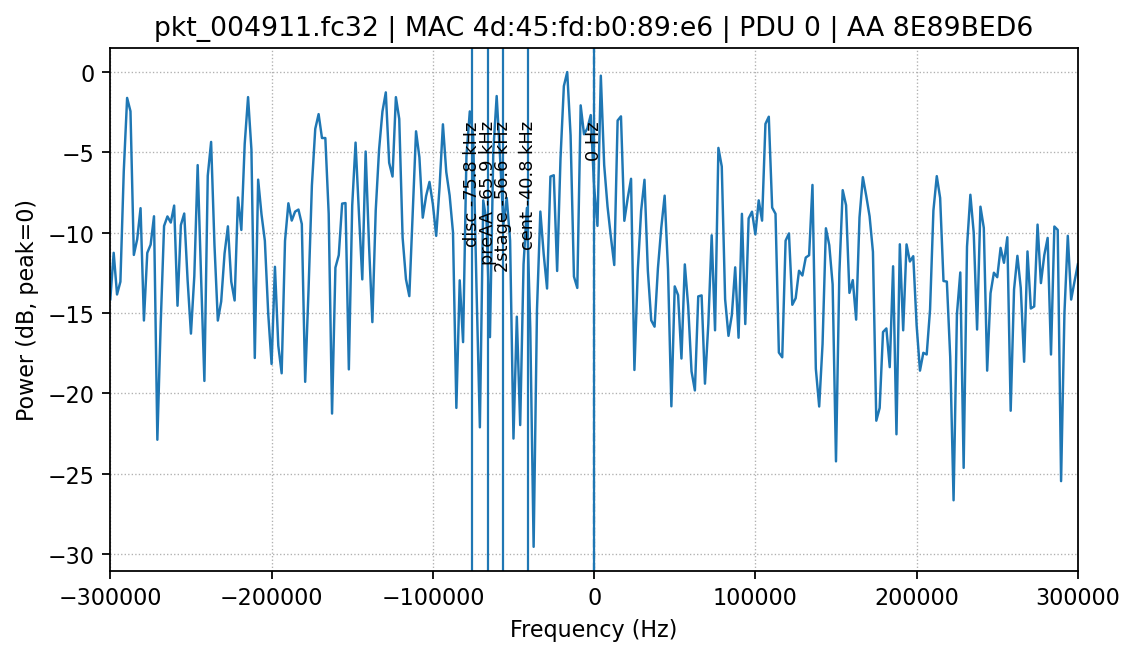 pkt_004911.fc32 | MAC 4d:45:fd:b0:89:e6 | PDU 0 | AA 8E89BED6
Power (dB, peak=0)
0
−5
−10
−15
−20
−25
−30
disc -75.8 kHz
preAA -65.9 kHz
2stage -56.6 kHz
cent -40.8 kHz
0 Hz
−300000
−200000
−100000
0
100000
200000
300000
Frequency (Hz)